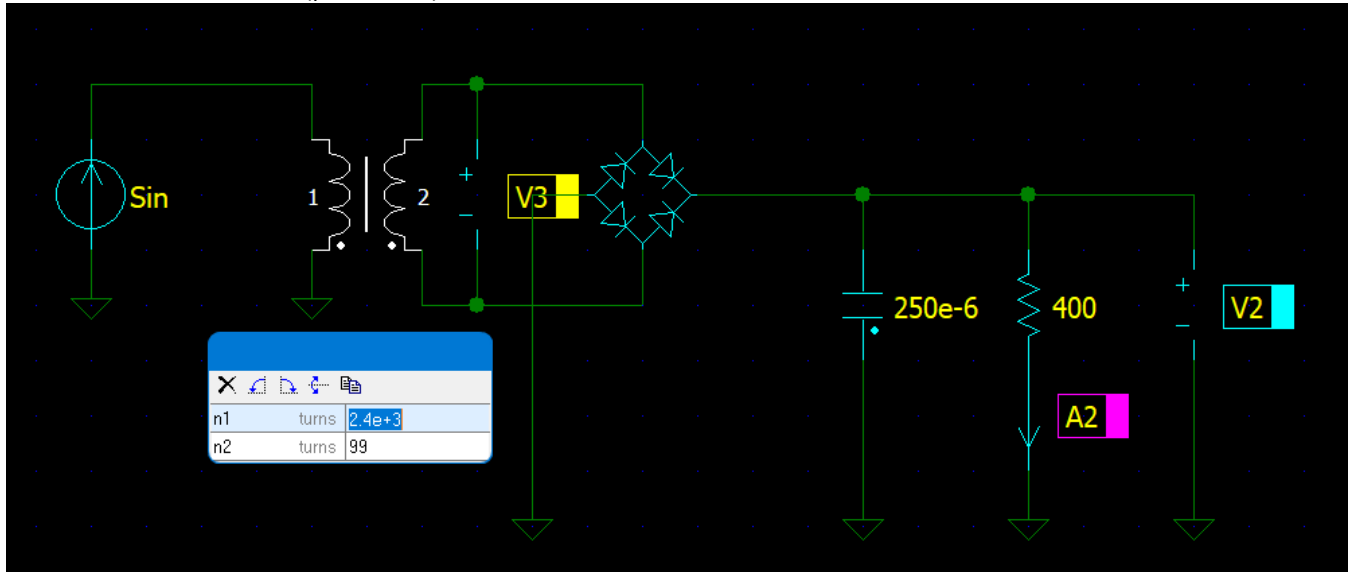 Sin
1
2
+
−
V3
250e-6
400
+
−
V2
A2
n1 turns 2.4e+3
n2 turns 99